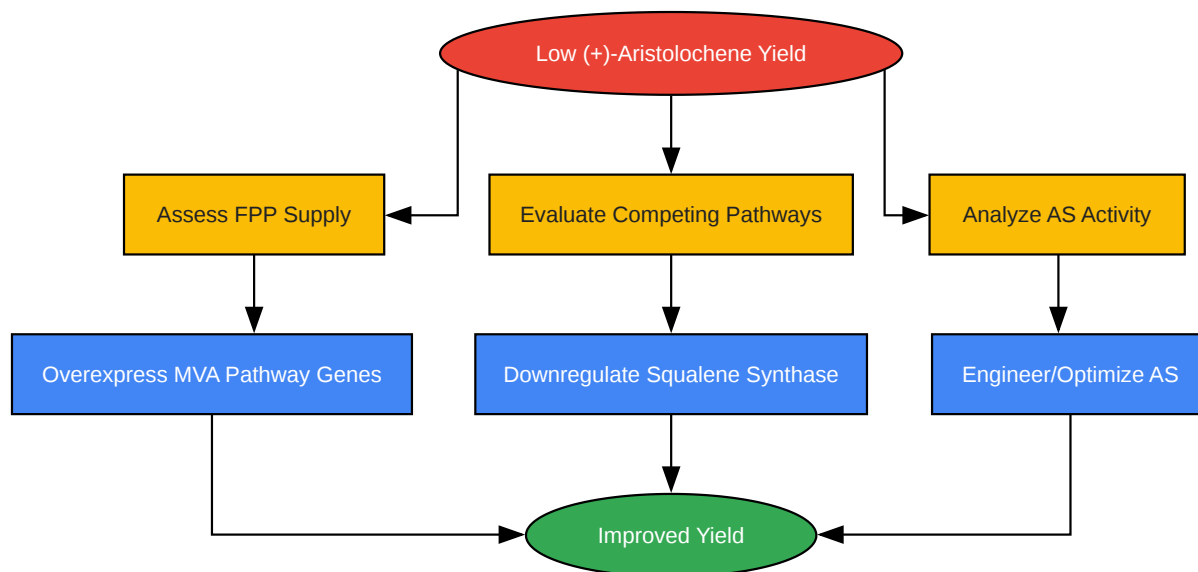 Low (+)-Aristolochene Yield
Assess FPP Supply
Evaluate Competing Pathways
Analyze AS Activity
Overexpress MVA Pathway Genes
Downregulate Squalene Synthase
Engineer/Optimize AS
Improved Yield